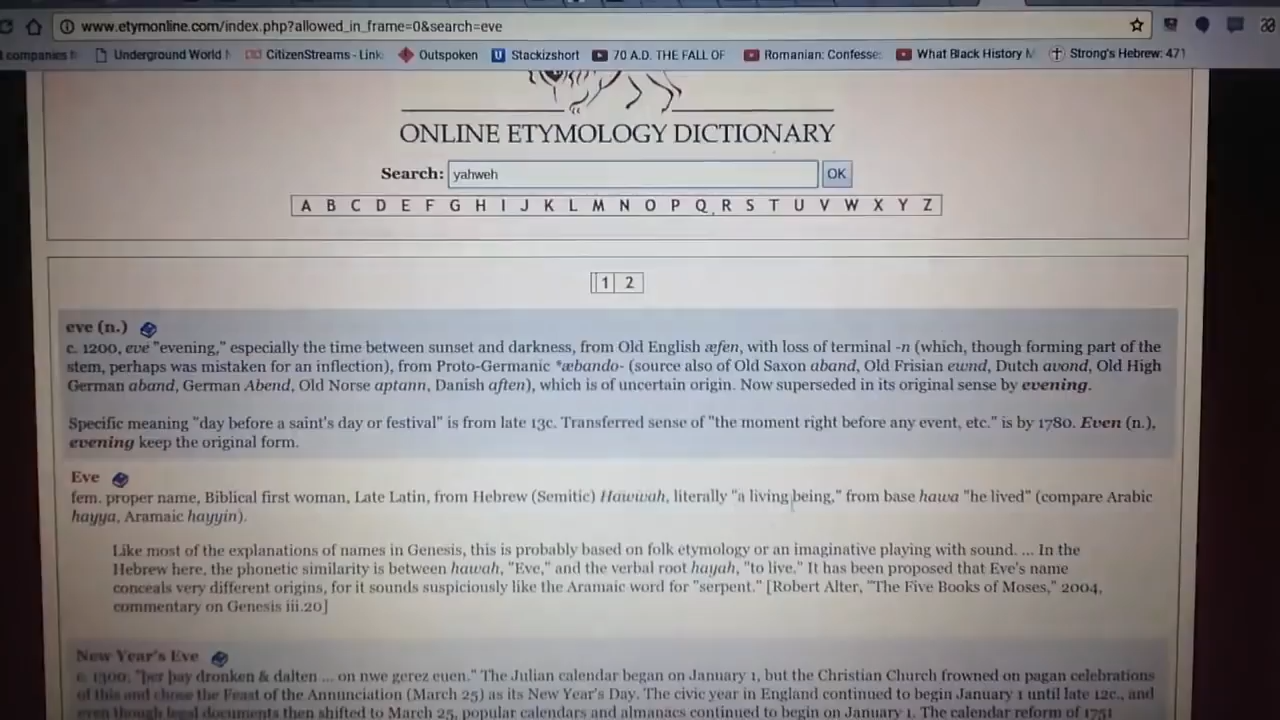 www.etymonline.com/index.php?allowed_in_frame=0&search=eve
companies Underground World CitizenStreams - Link Outspoken Stackizshort 70 A.D. THE FALL OF Romanian: Confesse: What Black History M Strong's Hebrew: 471
ONLINE ETYMOLOGY DICTIONARY
Search: yahweh OK
A B C D E F G H I J K L M N O P Q R S T U V W X Y Z
1 2
eve (n.)
c. 1200, eve "evening," especially the time between sunset and darkness, from Old English æfen, with loss of terminal -n (which, though forming part of the
stem, perhaps was mistaken for an inflection), from Proto-Germanic *æbando- (source also of Old Saxon aband, Old Frisian ewnd, Dutch avond, Old High
German aband, German Abend, Old Norse aptann, Danish aften), which is of uncertain origin. Now superseded in its original sense by evening.
Specific meaning "day before a saint's day or festival" is from late 13c. Transferred sense of "the moment right before any event, etc." is by 1780. Even (n.),
evening keep the original form.
Eve
fem. proper name, Biblical first woman, Late Latin, from Hebrew (Semitic) Hawwah, literally "a living being," from base hawa "he lived" (compare Arabic
hayya, Aramaic hayyin).
Like most of the explanations of names in Genesis, this is probably based on folk etymology or an imaginative playing with sound. ... In the
Hebrew here, the phonetic similarity is between hawah, "Eve," and the verbal root hayah, "to live." It has been proposed that Eve's name
conceals very different origins, for it sounds suspiciously like the Aramaic word for "serpent." [Robert Alter, "The Five Books of Moses," 2004,
commentary on Genesis iii.20]
New Year's Eve
c. 1300, "þer þay dronken & dalten ... on nwe gerez euen." The Julian calendar began on January 1, but the Christian Church frowned on pagan celebrations
of this and chose the Feast of the Annunciation (March 25) as its New Year's Day. The civic year in England continued to begin January 1 until late 12c., and
even though legal documents then shifted to March 25, popular calendars and almanacs continued to begin on January 1. The calendar reform of 1751